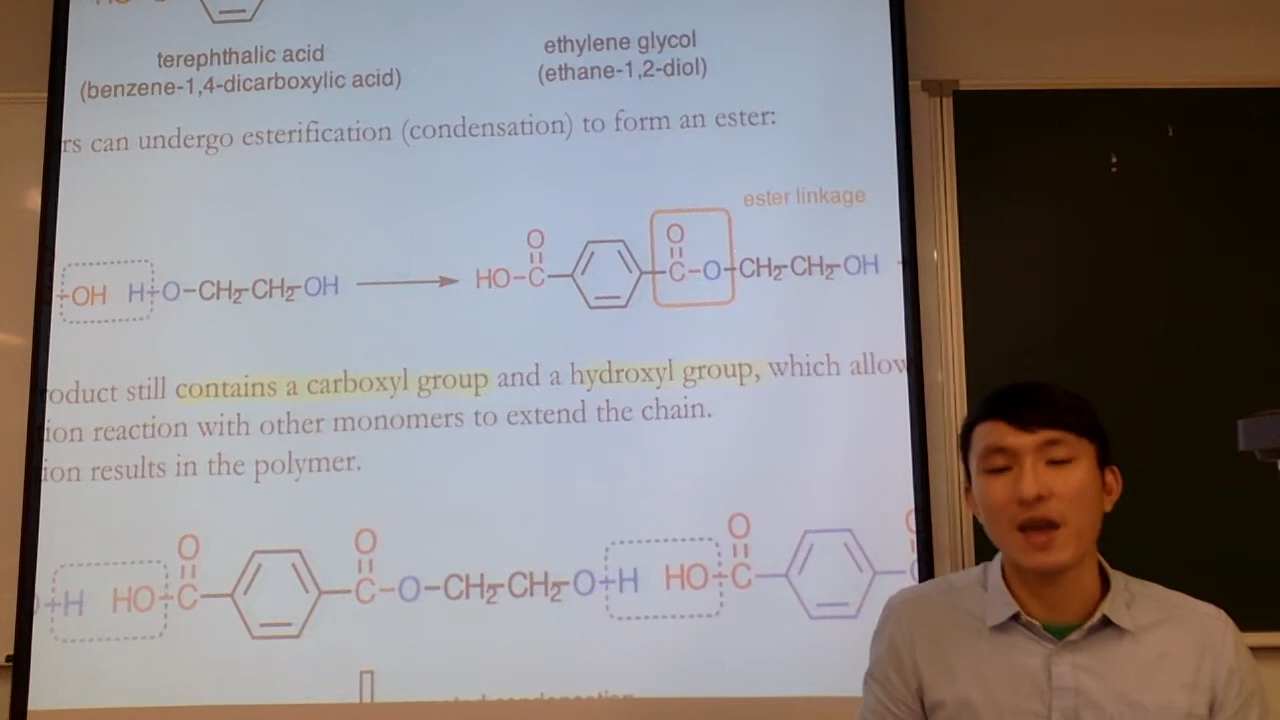 terephthalic acid
(benzene-1,4-dicarboxylic acid)
ethylene glycol
(ethane-1,2-diol)
rs can undergo esterification (condensation) to form an ester:
ester linkage
OH H O-CH2-CH2-OH
HO-C
O
C-O
O
CH2-CH2-OH
oduct still contains a carboxyl group and a hydroxyl group, which allow
ion reaction with other monomers to extend the chain.
ion results in the polymer.
H HO C
O
C-O-CH2-CH2-O H
O
HO C
O